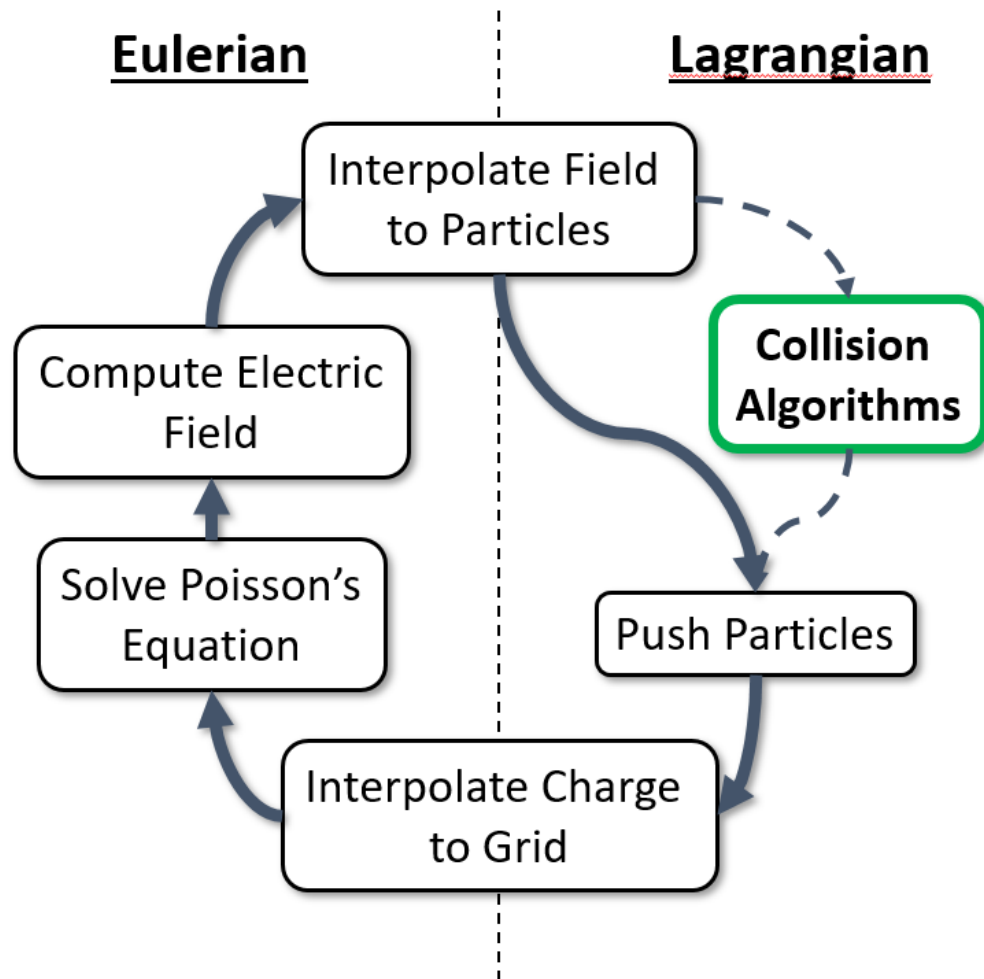 Eulerian
Lagrangian
Interpolate Field
to Particles
Collision
Algorithms
Compute Electric
Field
Solve Poisson's
Equation
Push Particles
Interpolate Charge
to Grid